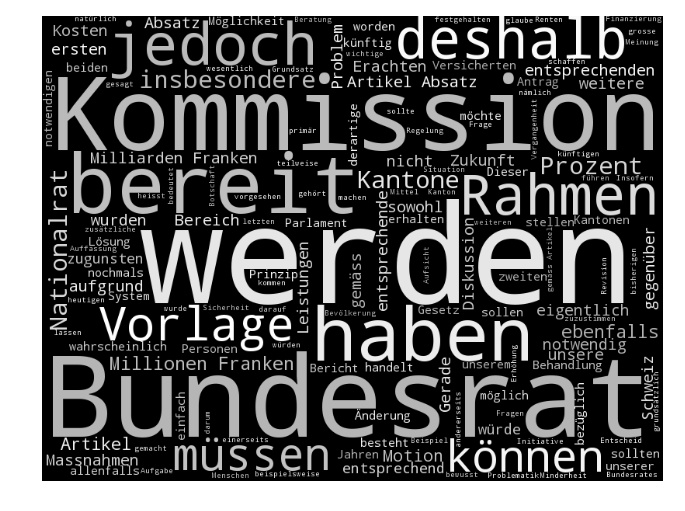 natürlich
Absatz
Möglichkeit
Beratung
festgehalten
glaube
Renten
Finanzierung
Kosten
jedoch
Problem
worden
deshalb
grosse
Meinung
ersten
künftig
wichtige
beiden
wesentlich
Grundsatz
insbesondere
Erachten
Versicherten
schaffen
entsprechenden
notwendigen
gesagt
Artikel Absatz
Antrag
weitere
nämlich
Kommission
derartige
möchte
sollte
Regelung
Frage
Vergangenheit
primär
künftigen
Milliarden Franken
teilweise
nicht
Zukunft
Prozent
heisst
bedeutet
Botschaft
vorgesehen
gehört
machen
Kantone
Situation
Dieser
führen
Insofern
bereit
Mittel
Kanton
Rahmen
Nationalrat
zusätzliche
wurden
Bereich
letzten
Parlament
sowohl
erhalten
entsprechende
weiteren
stellen
Kantonen
Lösung
Auffassung
werden
Diskussion
gemäss Artikel
gegenüber
zugunsten
nochmals
Leistungen
gemäss
Aufsicht
zweiten
Revision
bisherigen
aufgrund
Prinzip
kommen
heutigen
System
wurde
Sicherheit
darauf
Gesetz
sollen
eigentlich
zuzustimmen
Vorlage
Bevölkerung
haben
ebenfalls
lassen
wahrscheinlich
Personen
würden
notwendig
unsere
Millionen Franken
Bericht
handelt
unserem
Erhöhung
Behandlung
Schweiz
grundsätzlich
Bundesrat
Gerade
möglich
bezüglich
einfach
darum
Änderung
andererseits
Fragen
würde
Artikel
gemacht
einerseits
besteht
Beispiel
Initiative
Entscheid
Massnahmen
müssen
Jahren
Motion
können
sollten
allenfalls
Aufgabe
Menschen
beispielsweise
entsprechend
bewusst
Problematik
Minderheit
unserer
Bundesrates